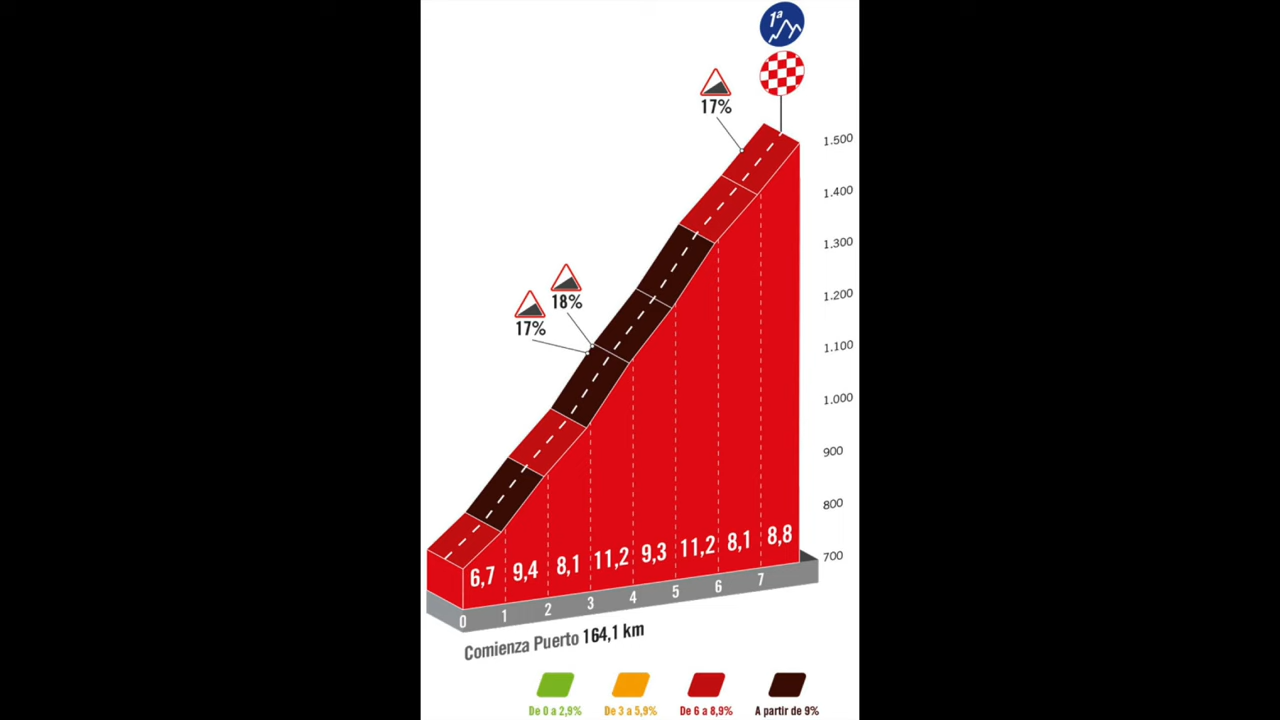 1ª
17%
18%
17%
1.500
1.400
1.300
1.200
1.100
1.000
900
800
700
6,7 9,4 8,1 11,2 9,3 11,2 8,1 8,8
0 1 2 3 4 5 6 7
Comienza Puerto 164,1 km
De 0 a 2,9% De 3 a 5,9% De 6 a 8,9% A partir de 9%